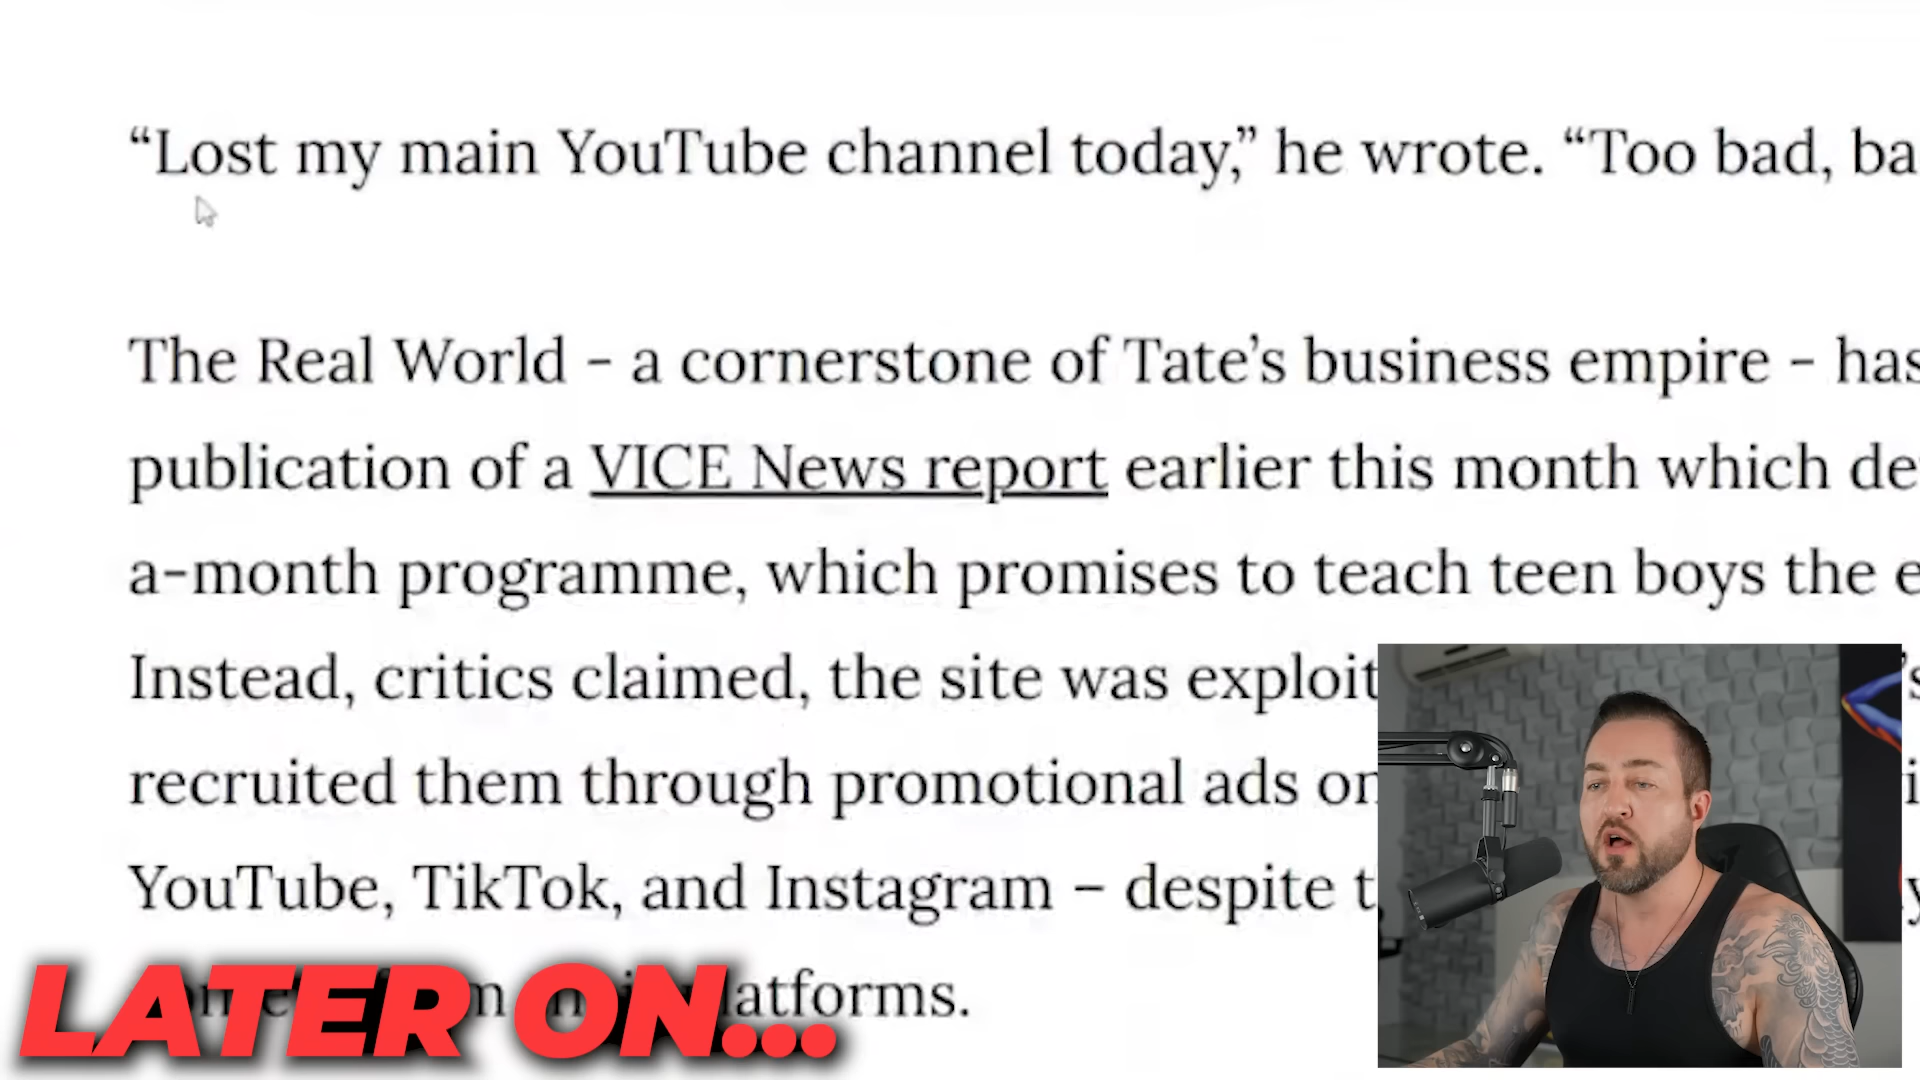 “Lost my main YouTube channel today,” he wrote. “Too bad, ba
The Real World – a cornerstone of Tate’s business empire – has
publication of a VICE News report earlier this month which de
a-month programme, which promises to teach teen boys the e
Instead, critics claimed, the site was exploit
recruited them through promotional ads on
YouTube, TikTok, and Instagram – despite t
latforms.
LATER ON...